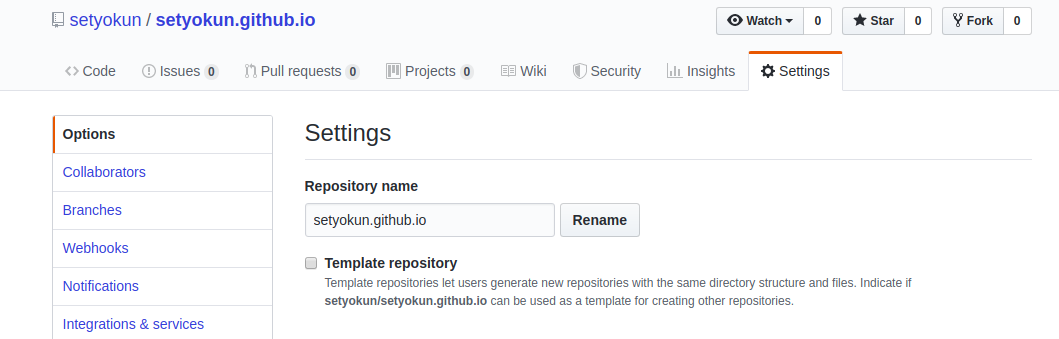 setyokun / setyokun.github.io
Watch 0 Star 0 Fork 0
Code Issues 0 Pull requests 0 Projects 0 Wiki Security Insights Settings
Options
Collaborators
Branches
Webhooks
Notifications
Integrations & services
Settings
Repository name
setyokun.github.io Rename
Template repository
Template repositories let users generate new repositories with the same directory structure and files. Indicate if
setyokun/setyokun.github.io can be used as a template for creating other repositories.